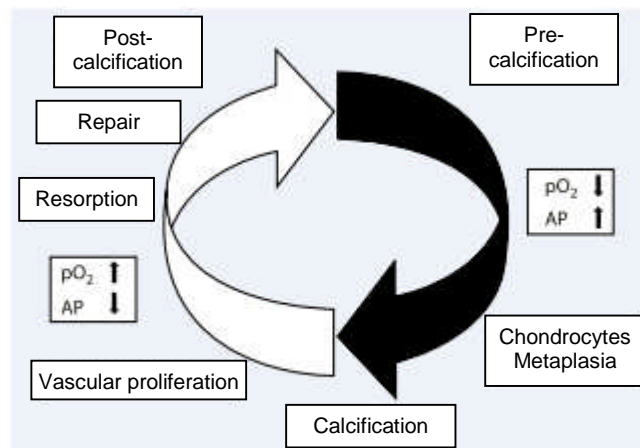 Post-
calcification
Pre-
calcification
Repair
Resorption
pO₂ ⬇
AP ⬆
pO₂ ⬆
AP ⬇
Chondrocytes
Metaplasia
Vascular proliferation
Calcification